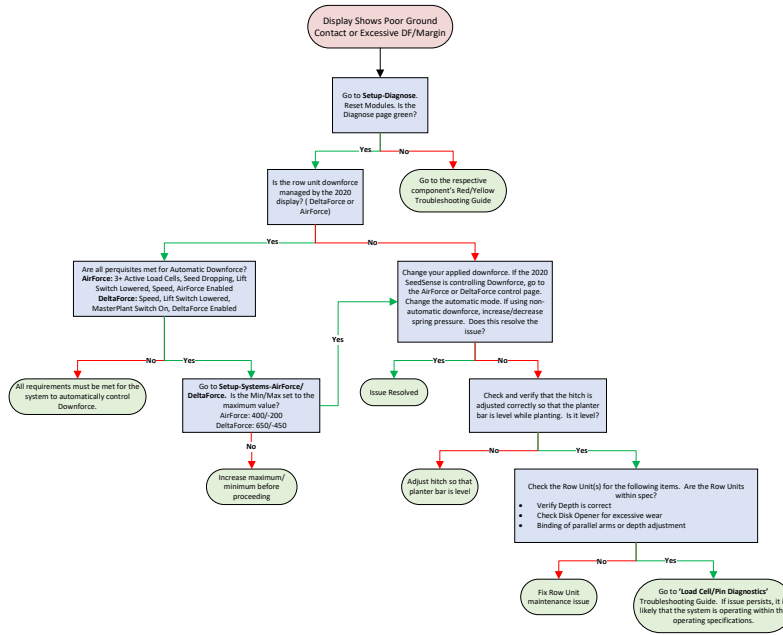 Display Shows Poor Ground
Contact or Excessive DF/Margin
Go to Setup-Diagnose.
Reset Modules. Is the
Diagnose page green?
Yes
No
Is the row unit downforce
managed by the 2020
display? ( DeltaForce or
AirForce)
Go to the respective
component's Red/Yellow
Troubleshooting Guide
Yes
No
Are all perquisites met for Automatic Downforce?
AirForce: 3+ Active Load Cells, Seed Dropping, Lift
Switch Lowered, Speed, AirForce Enabled
DeltaForce: Speed, Lift Switch Lowered,
MasterPlant Switch On, DeltaForce Enabled
Change your applied downforce. If the 2020
SeedSense is controlling Downforce, go to
the AirForce or DeltaForce control page.
Change the automatic mode. If using non-
automatic downforce, increase/decrease
spring pressure. Does this resolve the
issue?
Yes
No
Yes
Yes
No
All requirements must be met for the
system to automatically control
Downforce.
Go to Setup-Systems-AirForce/
DeltaForce. Is the Min/Max set to the
maximum value?
AirForce: 400/-200
DeltaForce: 650/-450
Issue Resolved
Check and verify that the hitch is
adjusted correctly so that the planter
bar is level while planting. Is it level?
No
No
Yes
Increase maximum/
minimum before
proceeding
Adjust hitch so that
planter bar is level
Check the Row Unit(s) for the following items. Are the Row Units
within spec?
• Verify Depth is correct
• Check Disk Opener for excessive wear
• Binding of parallel arms or depth adjustment
No
Yes
Fix Row Unit
maintenance issue
Go to 'Load Cell/Pin Diagnostics'
Troubleshooting Guide. If issue persists, it i
likely that the system is operating within th
operating specifications.